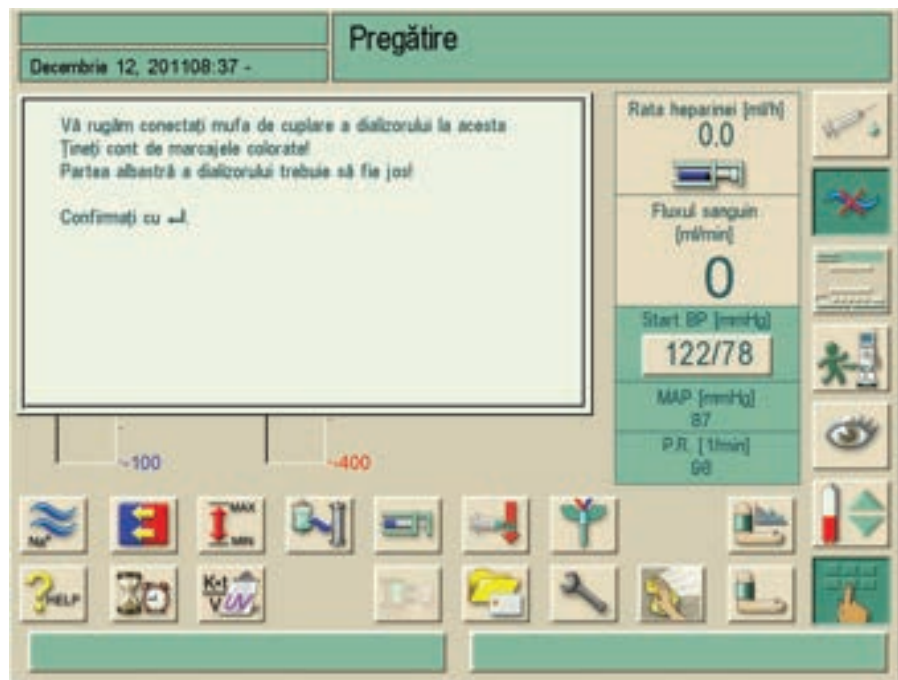 Pregătire
Decembrie 12, 201108:37 -
Vă rugăm conectați mufa de cuplare a dializorului la acesta
Țineți cont de marcajele colorate!
Partea albastră a dializorului trebuie să fie jos!
Confirmați cu ↵.
Rata heparinei [ml/h]
0.0
Fluxul sanguin
[ml/min]
0
Start BP [mmHg]
122/78
MAP [mmHg]
87
P.R. [1/min]
98
-100
-400
Na+
MAX
MIN
?HELP
K·t
V UV